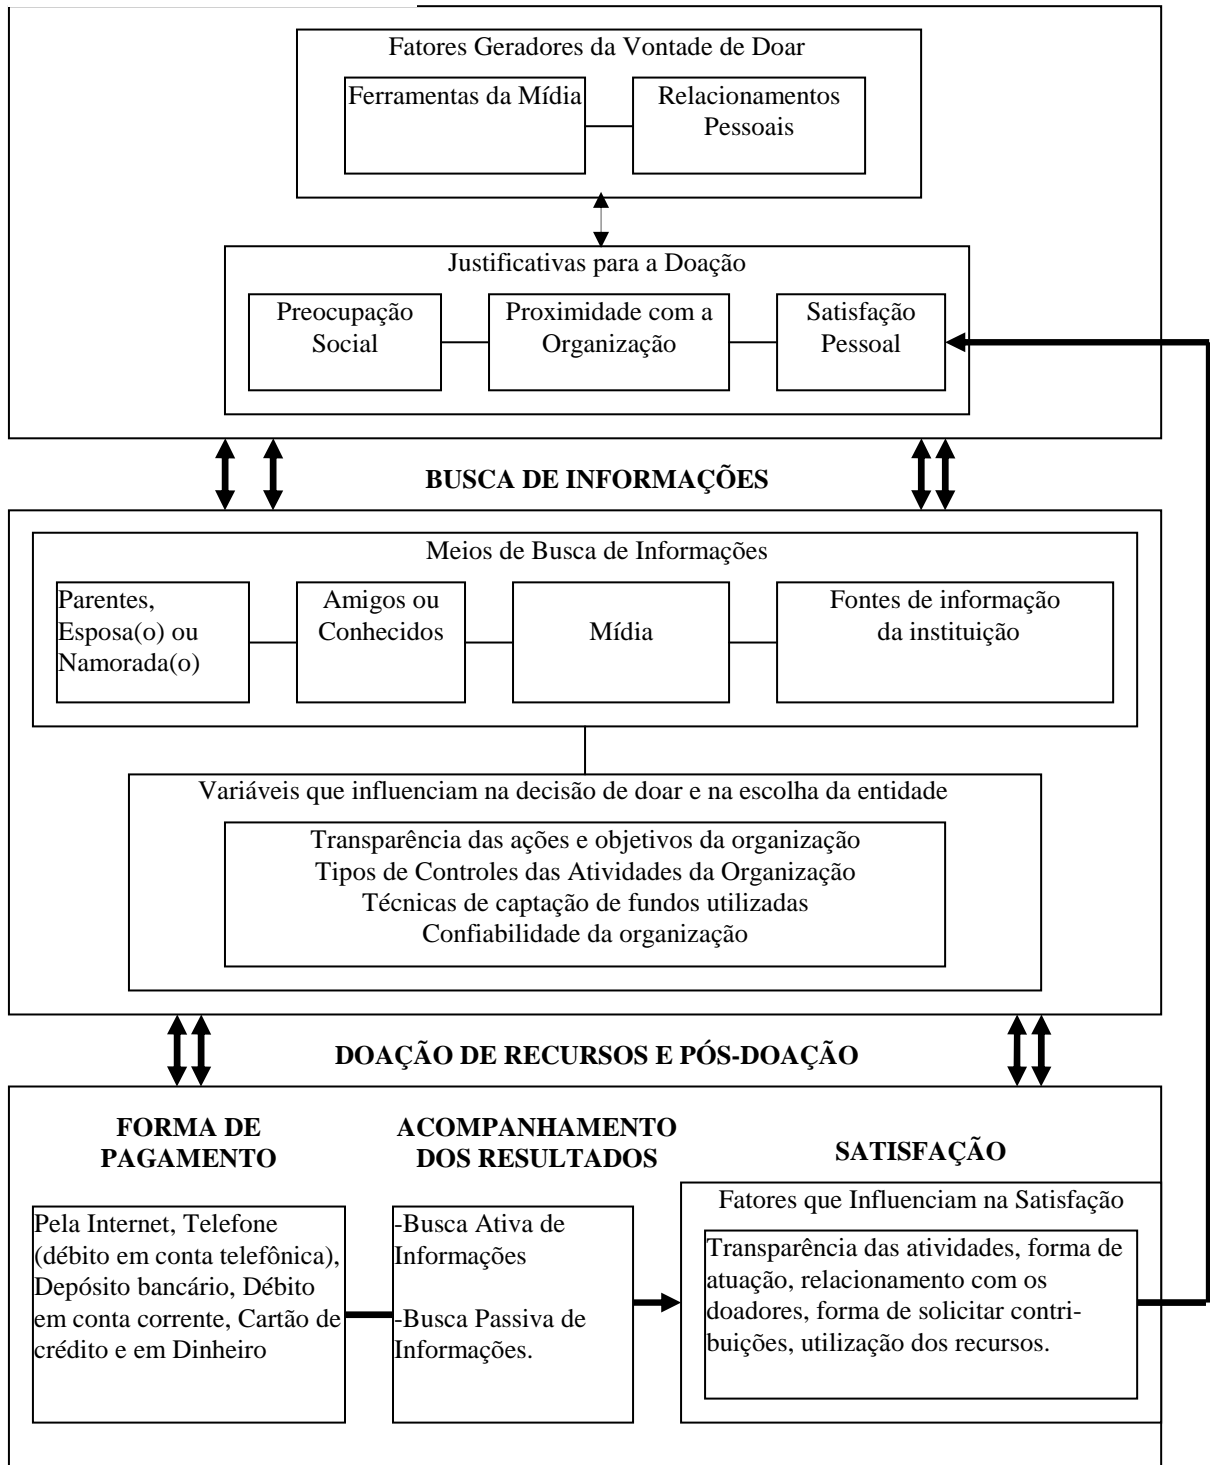 Fatores Geradores da Vontade de Doar
Ferramentas da Mídia
Relacionamentos
Pessoais
Justificativas para a Doação
Preocupação
Social
Proximidade com a
Organização
Satisfação
Pessoal
BUSCA DE INFORMAÇÕES
Meios de Busca de Informações
Parentes,
Esposa(o) ou
Namorada(o)
Amigos ou
Conhecidos
Mídia
Fontes de informação
da instituição
Variáveis que influenciam na decisão de doar e na escolha da entidade
Transparência das ações e objetivos da organização
Tipos de Controles das Atividades da Organização
Técnicas de captação de fundos utilizadas
Confiabilidade da organização
DOAÇÃO DE RECURSOS E PÓS-DOAÇÃO
FORMA DE
PAGAMENTO
Pela Internet, Telefone
(débito em conta telefônica),
Depósito bancário, Débito
em conta corrente, Cartão de
crédito e em Dinheiro
ACOMPANHAMENTO
DOS RESULTADOS
-Busca Ativa de
Informações
-Busca Passiva de
Informações.
SATISFAÇÃO
Fatores que Influenciam na Satisfação
Transparência das atividades, forma de
atuação, relacionamento com os
doadores, forma de solicitar contri-
buições, utilização dos recursos.